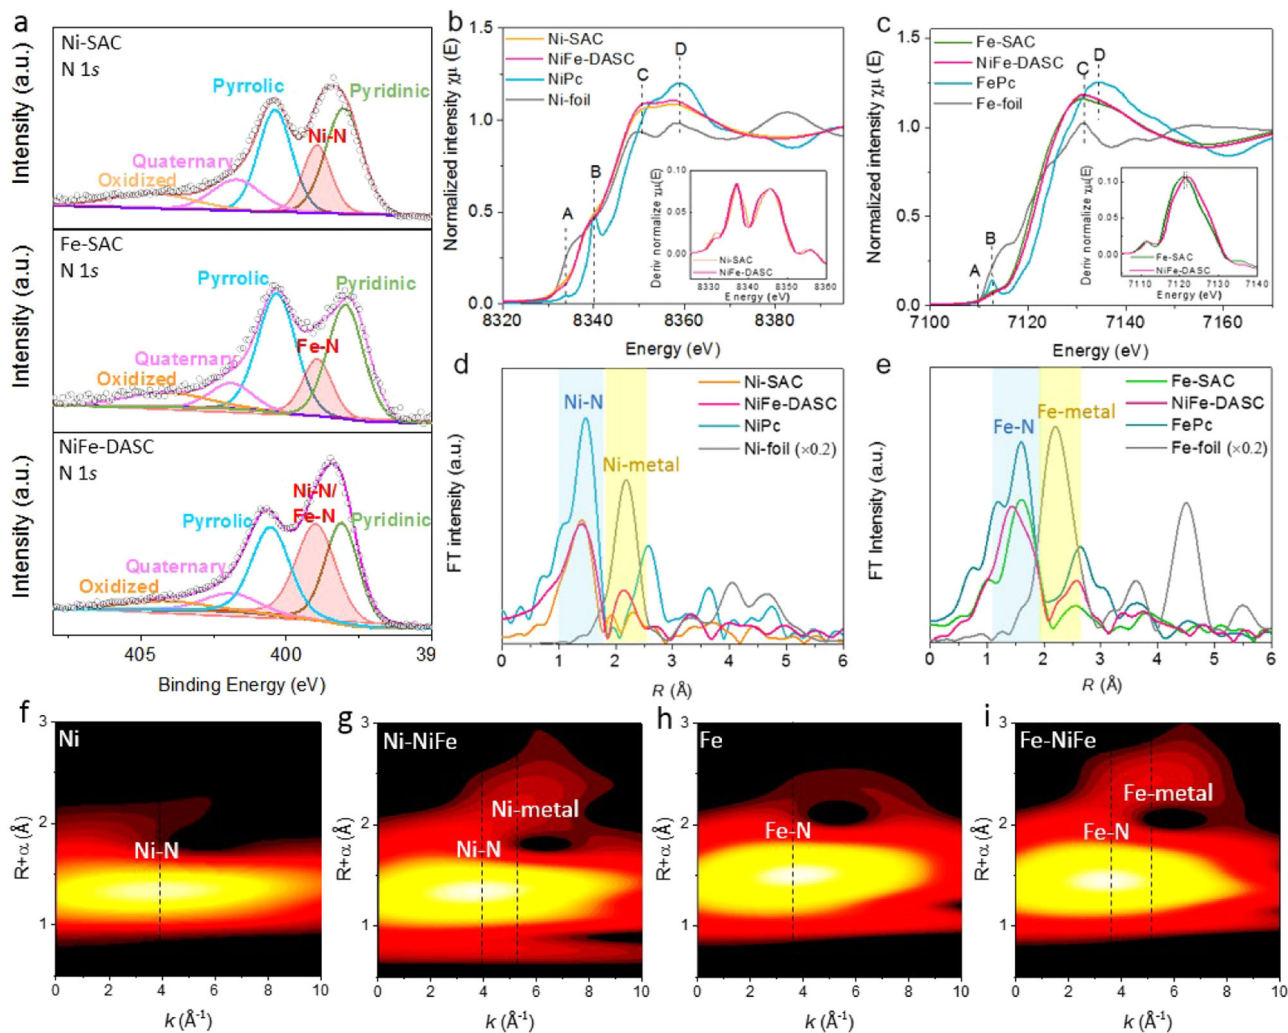 a
Ni-SAC
N 1s
Pyrrolic
Pyridinic
Ni-N
Quaternary
Oxidized
Intensity (a.u.)
Fe-SAC
N 1s
Pyrrolic
Pyridinic
Fe-N
Quaternary
Oxidized
Intensity (a.u.)
NiFe-DASC
N 1s
Ni-N/
Fe-N
Pyrrolic
Pyridinic
Quaternary
Oxidized
Intensity (a.u.)
405 400 39
Binding Energy (eV)
b
Normalized intensity χμ (E)
1.5
1.0
0.5
0.0
Ni-SAC
NiFe-DASC
NiPc
Ni-foil
A
B
C
D
Deriv normalize χμ(E)
0.10
0.05
0.00
Ni-SAC
NiFe-DASC
8330 8340 8350 8360
Energy (eV)
8320 8340 8360 8380
Energy (eV)
c
Normalized intensity χμ (E)
1.5
1.0
0.5
0.0
Fe-SAC
NiFe-DASC
FePc
Fe-foil
A
B
C
D
Deriv normalize χμ(E)
0.10
0.05
0.00
Fe-SAC
NiFe-DASC
7110 7120 7130 7140
Energy (eV)
7100 7120 7140 7160
Energy (eV)
d
FT intensity (a.u.)
Ni-N
Ni-metal
Ni-SAC
NiFe-DASC
NiPc
Ni-foil (×0.2)
0 1 2 3 4 5 6
R (Å)
e
FT Intensity (a.u.)
Fe-N
Fe-metal
Fe-SAC
NiFe-DASC
FePc
Fe-foil (×0.2)
0 1 2 3 4 5 6
R (Å)
f
Ni
Ni-N
R+α (Å)
3
2
1
0 2 4 6 8 10
k (Å-1)
g
Ni-NiFe
Ni-metal
Ni-N
R+α (Å)
3
2
1
0 2 4 6 8 10
k (Å-1)
h
Fe
Fe-N
R+α (Å)
3
2
1
0 2 4 6 8 10
k (Å-1)
i
Fe-NiFe
Fe-metal
Fe-N
R+α (Å)
3
2
1
0 2 4 6 8 10
k (Å-1)